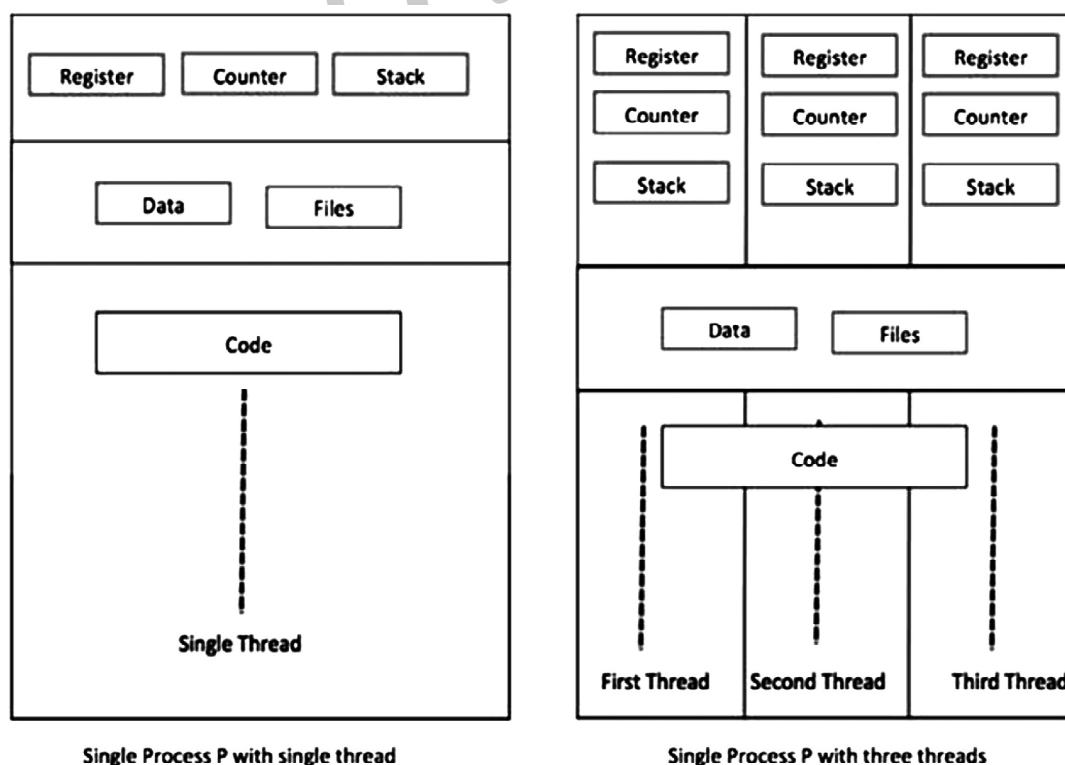 Register Counter Stack
Data Files
Code
Single Thread
Single Process P with single thread
Register Register Register
Counter Counter Counter
Stack Stack Stack
Data Files
Code
First Thread Second Thread Third Thread
Single Process P with three threads